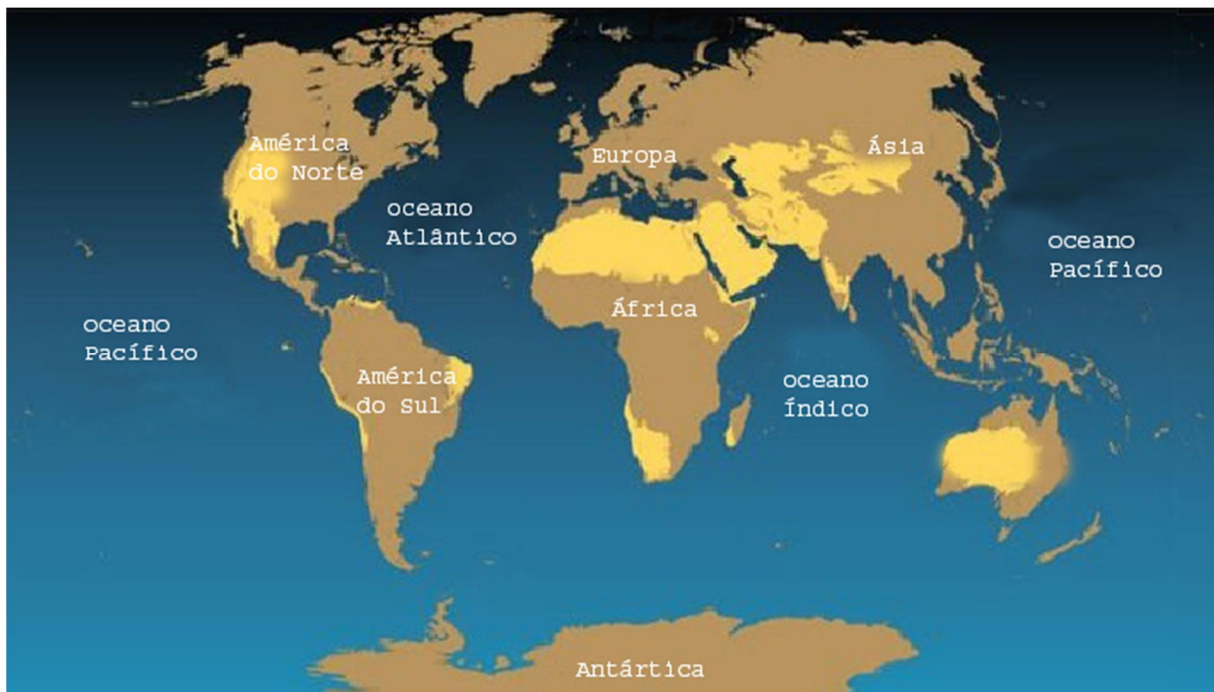 América
do Norte
Europa
Ásia
oceano
Atlântico
oceano
Pacífico
África
oceano
Pacífico
América
do Sul
oceano
Índico
Antártica